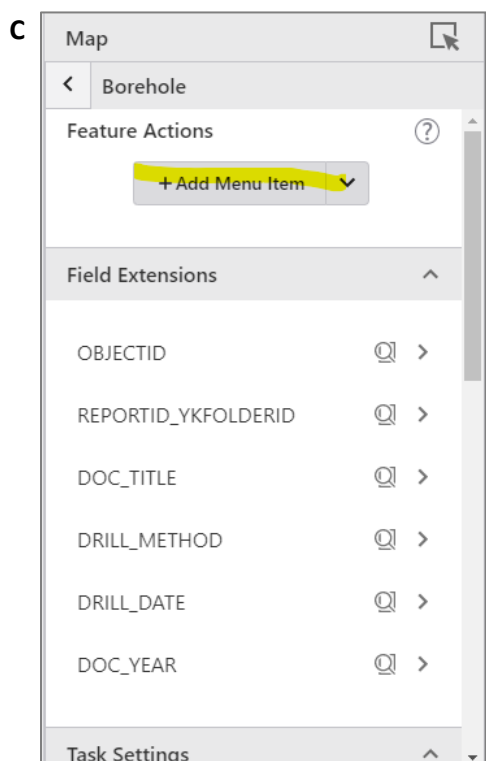 C
Map
Borehole
Feature Actions ?
+ Add Menu Item
Field Extensions
OBJECTID
REPORTID_YKFOLDERID
DOC_TITLE
DRILL_METHOD
DRILL_DATE
DOC_YEAR
Task Settings